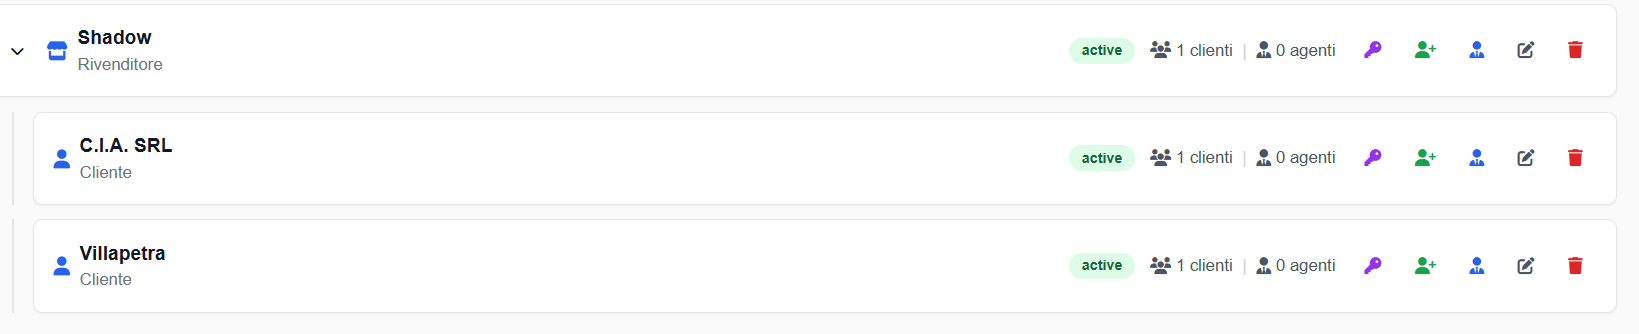 Shadow
Rivenditore
active 1 clienti | 0 agenti
C.I.A. SRL
Cliente
active 1 clienti | 0 agenti
Villapetra
Cliente
active 1 clienti | 0 agenti